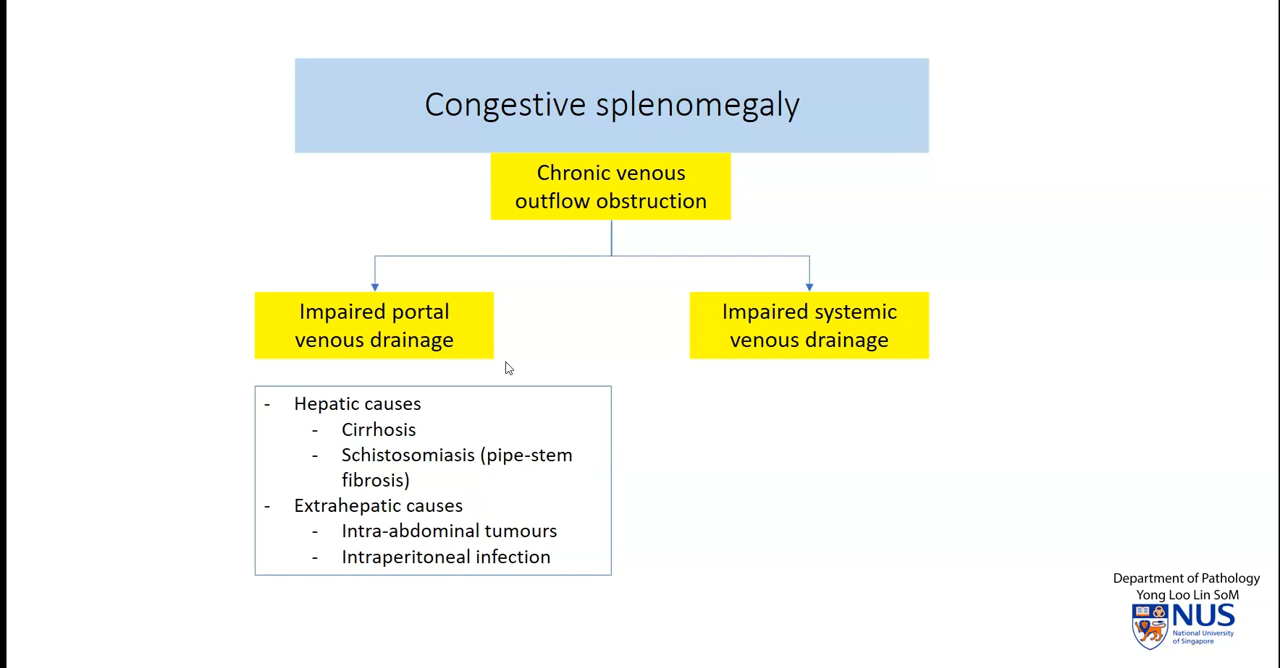 Congestive splenomegaly
Chronic venous
outflow obstruction
Impaired portal
venous drainage
Impaired systemic
venous drainage
- Hepatic causes
- Cirrhosis
- Schistosomiasis (pipe-stem
fibrosis)
- Extrahepatic causes
- Intra-abdominal tumours
- Intraperitoneal infection
Department of Pathology
Yong Loo Lin SoM
NUS
National University
of Singapore